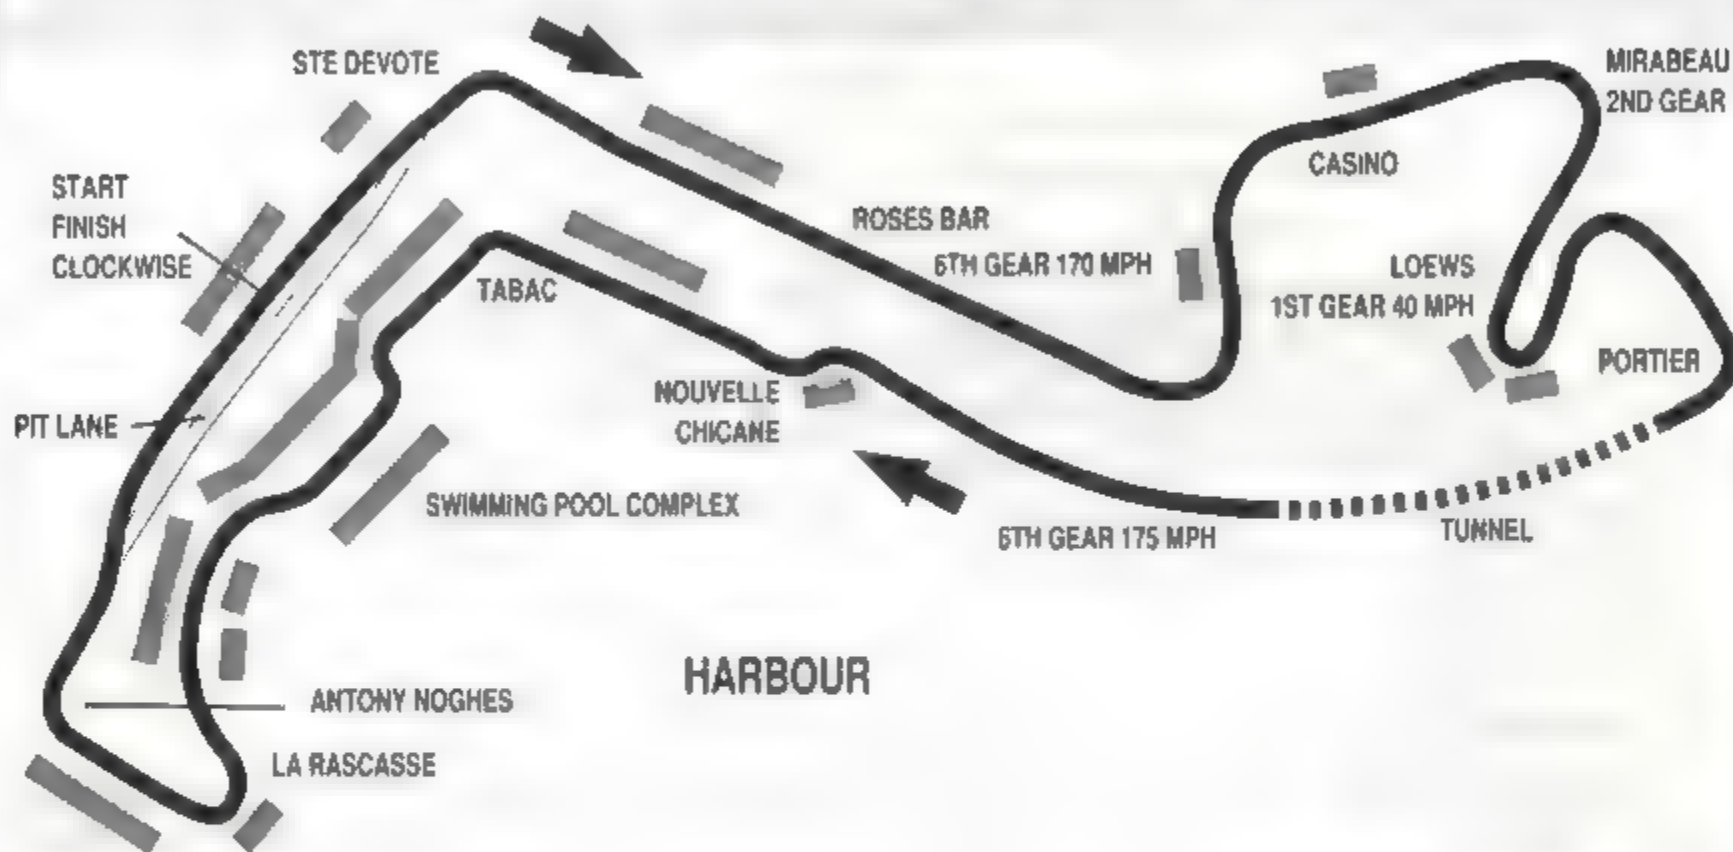 STE DEVOTE
MIRABEAU
2ND GEAR
CASINO
START
FINISH
CLOCKWISE
ROSES BAR
6TH GEAR 170 MPH
LOEWS
1ST GEAR 40 MPH
TABAC
PORTIER
NOUVELLE
CHICANE
PIT LANE
SWIMMING POOL COMPLEX
6TH GEAR 175 MPH
TUNNEL
HARBOUR
ANTONY NOGHES
LA RASCASSE